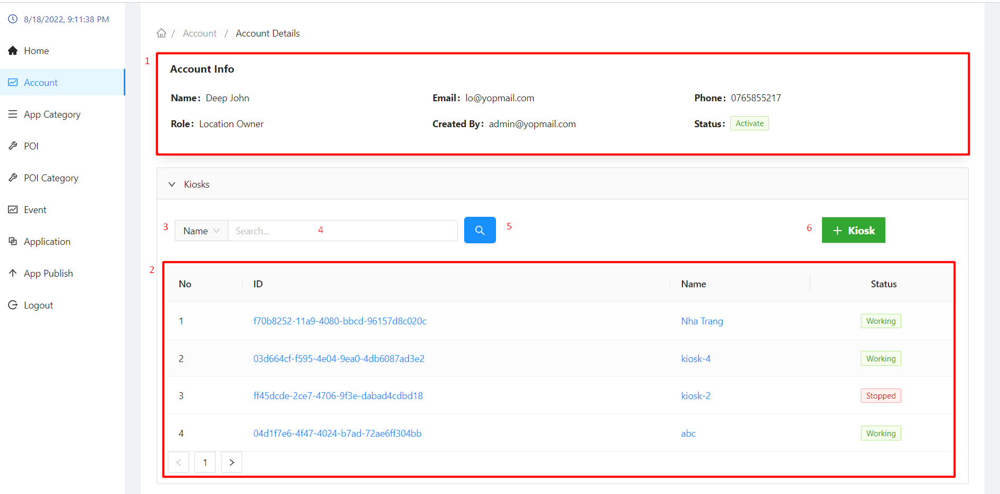 8/18/2022, 9:11:38 PM
Home
Account
App Category
POI
POI Category
Event
Application
App Publish
Logout
/ Account / Account Details
1
Account Info
Name: Deep John Email: lo@yopmail.com Phone: 0765855217
Role: Location Owner Created By: admin@yopmail.com Status: Activate
Kiosks
3 Name Search... 4 5 6 + Kiosk
2
No ID Name Status
1 f70b8252-11a9-4080-bbcd-96157d8c020c Nha Trang Working
2 03d664cf-f595-4e04-9ea0-4db6087ad3e2 kiosk-4 Working
3 ff45dcde-2ce7-4706-9f3e-dabad4cdbd18 kiosk-2 Stopped
4 04d1f7e6-4f47-4024-b7ad-72ae6ff304bb abc Working
< 1 >